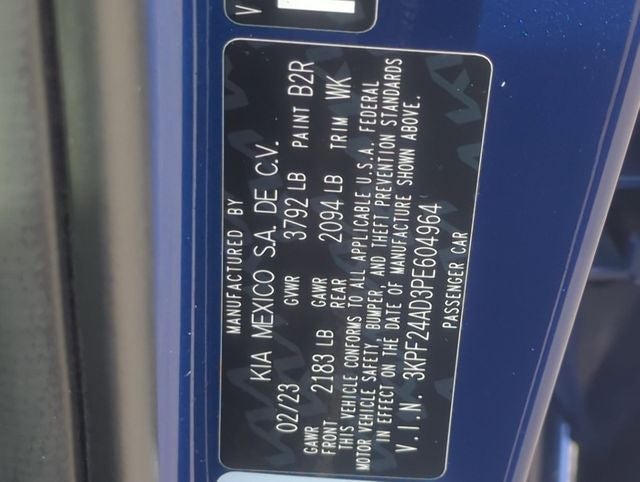 V
MANUFACTURED BY
KIA MEXICO S.A. DE C.V.
02/23 GVWR 3792 LB PAINT B2R
GAWR FRONT 2183 LB GAWR REAR 2094 LB TRIM WK
THIS VEHICLE CONFORMS TO ALL APPLICABLE U.S.A. FEDERAL
MOTOR VEHICLE SAFETY, BUMPER, AND THEFT PREVENTION STANDARDS
IN EFFECT ON THE DATE OF MANUFACTURE SHOWN ABOVE.
V.I.N. 3KPF24AD3PE604964
PASSENGER CAR